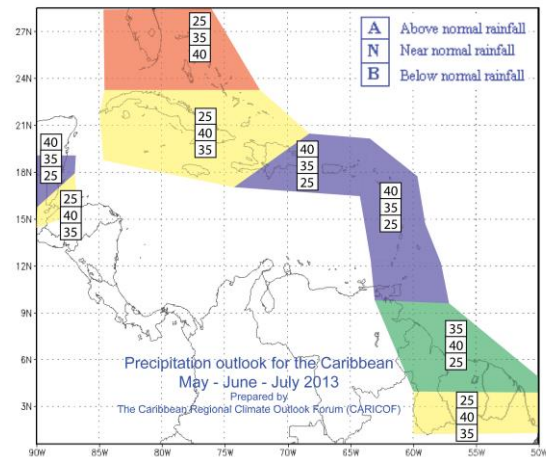 A Above normal rainfall
N Near normal rainfall
B Below normal rainfall
27N
24N
21N
18N
15N
12N
9N
6N
3N
25
35
40
25
40
35
40
35
25
40
35
25
40
35
25
25
40
35
35
40
25
25
40
35
Precipitation outlook for the Caribbean
May - June - July 2013
Prepared by
The Caribbean Regional Climate Outlook Forum (CARICOF)
90W 85W 80W 75W 70W 65W 60W 55W 50W